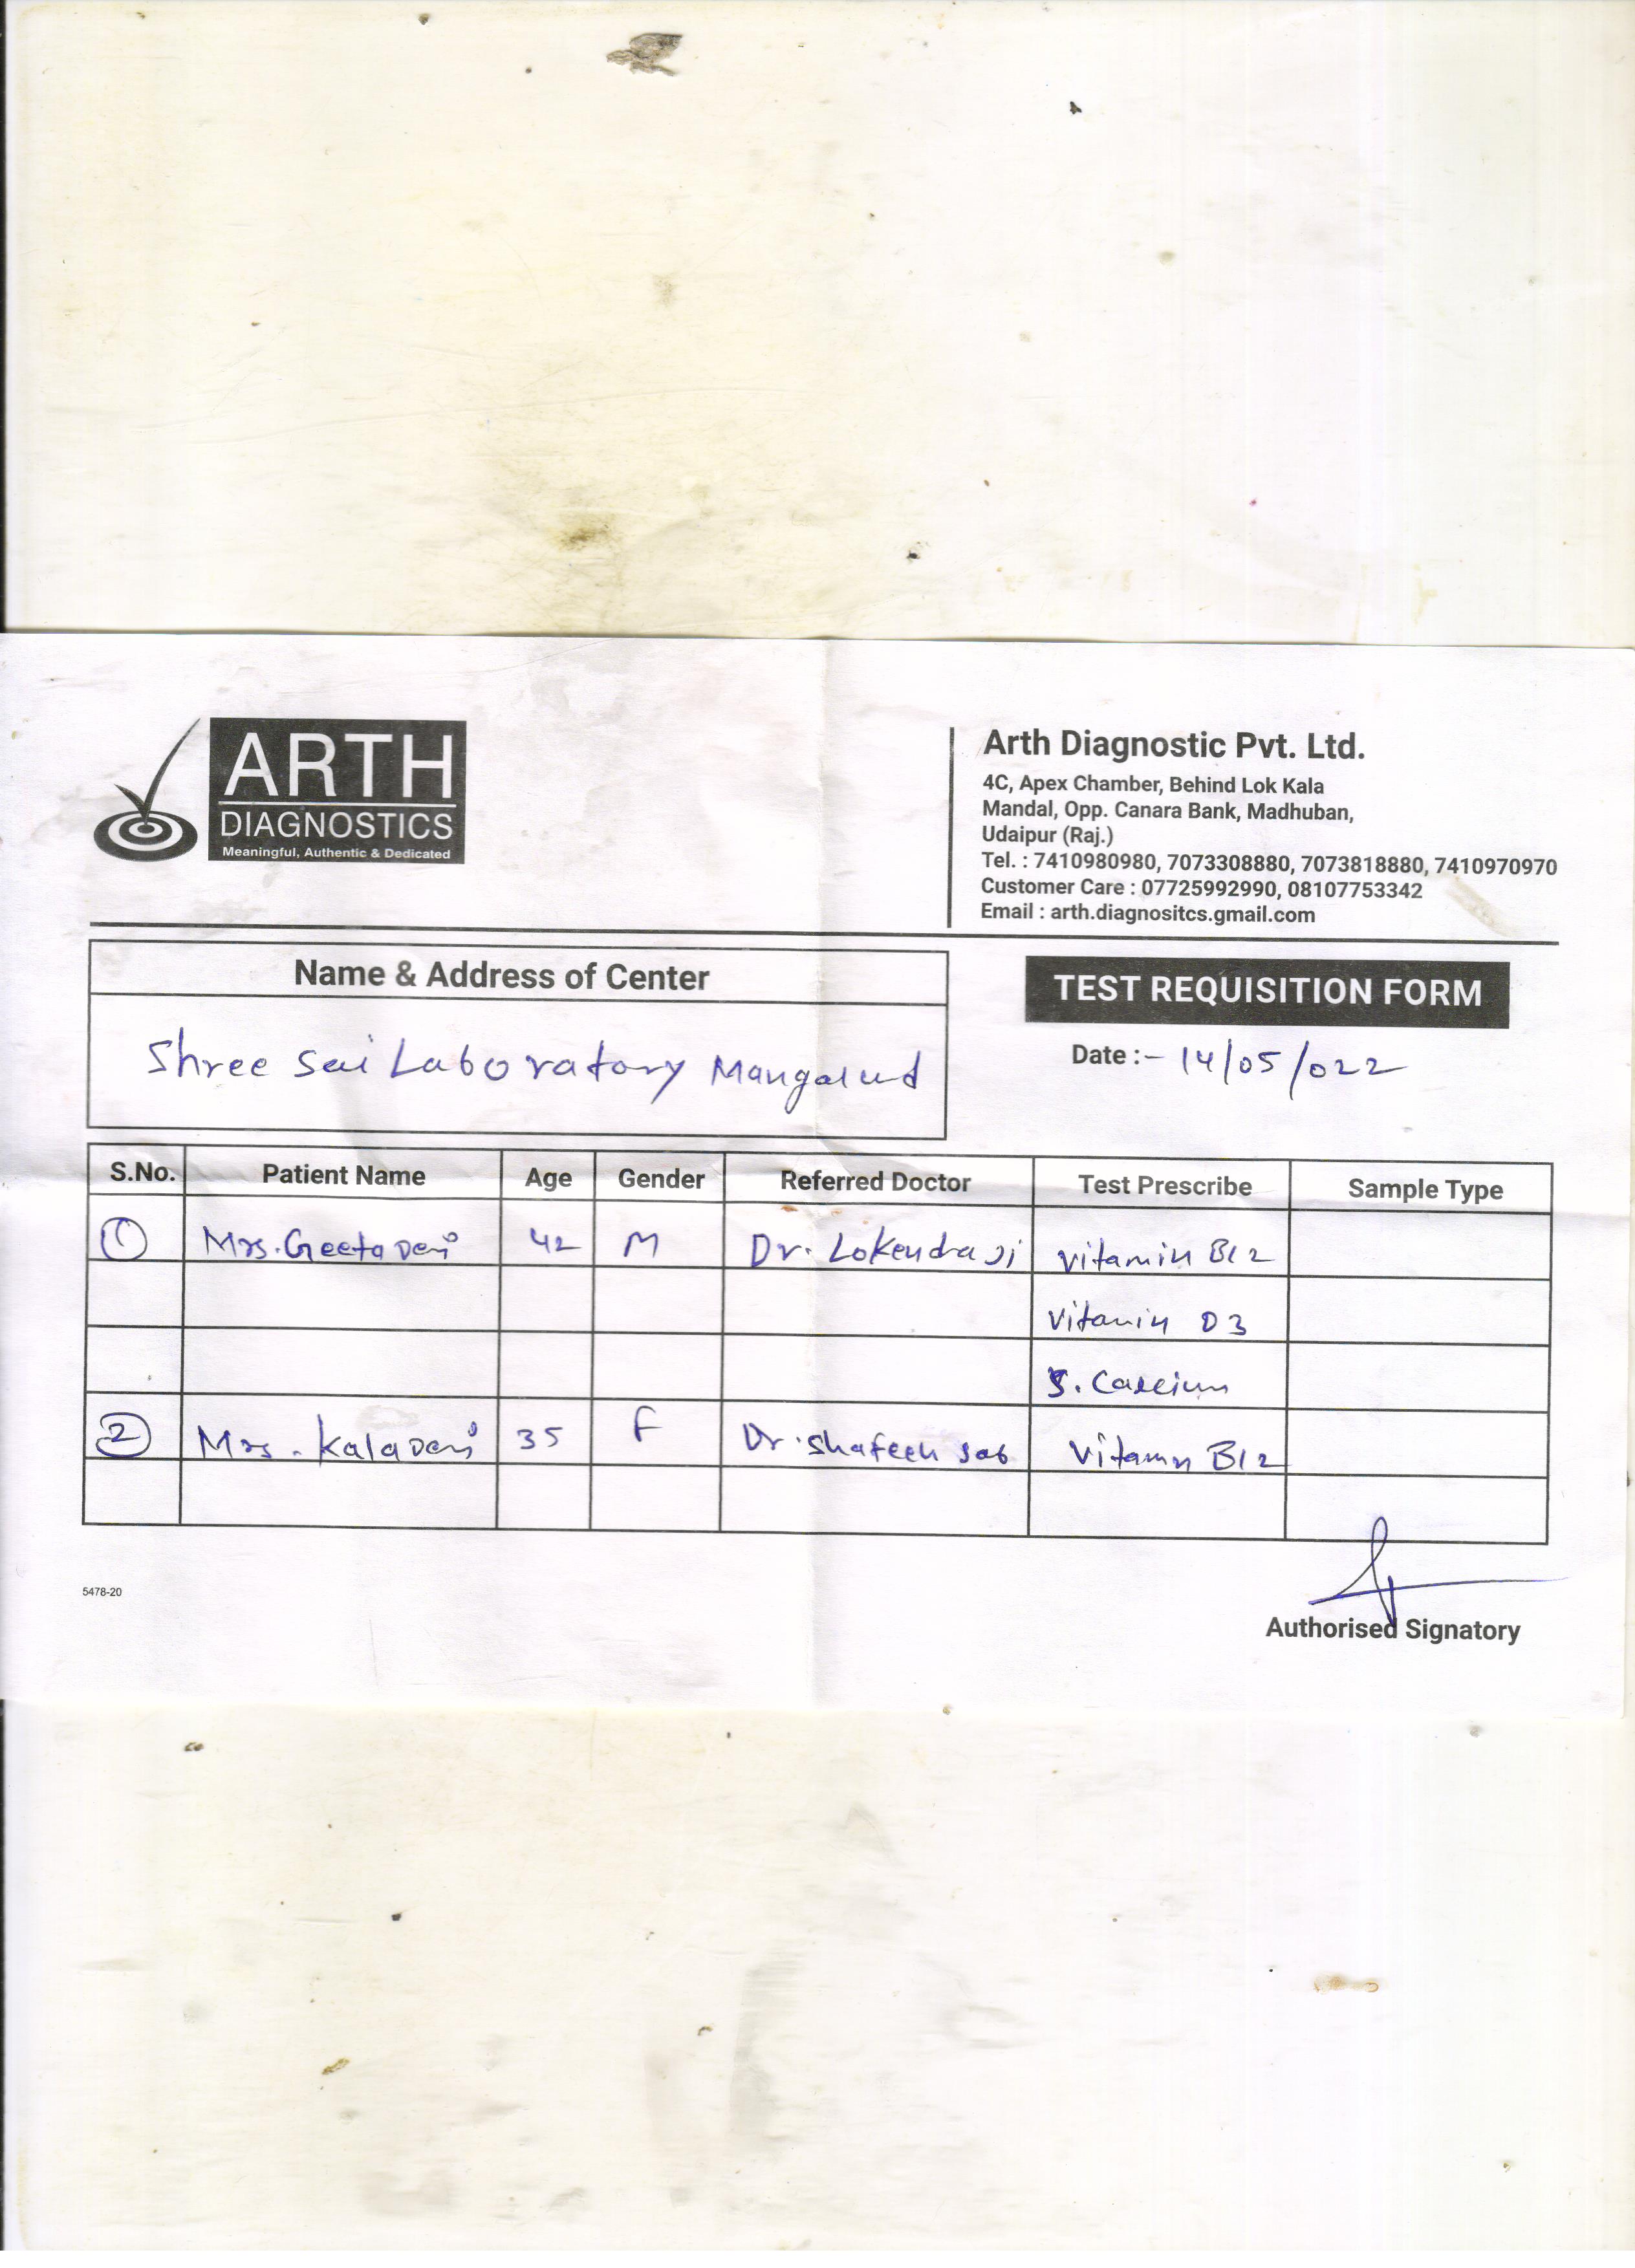 ARTH
DIAGNOSTICS
Meaningful, Authentic & Dedicated
Arth Diagnostic Pvt. Ltd.
4C, Apex Chamber, Behind Lok Kala
Mandal, Opp. Canara Bank, Madhuban,
Udaipur (Raj.)
Tel. : 7410980980, 7073308880, 7073818880, 7410970970
Customer Care : 07725992990, 08107753342
Email : arth.diagnositcs.gmail.com
Name & Address of Center
TEST REQUISITION FORM
Shree Sai Laboratory
Date :- 14/05/022
S.No. Patient Name Age Gender Referred Doctor Test Prescribe Sample Type
1 Mrs. Geeta Devi 42 M Dr. Lokendra Ji Vitamin B12
Vitamin D3
S. Calcium
2 Mrs. Kala Devi 35 F Dr. Vitamin B12
5478-20
Authorised Signatory